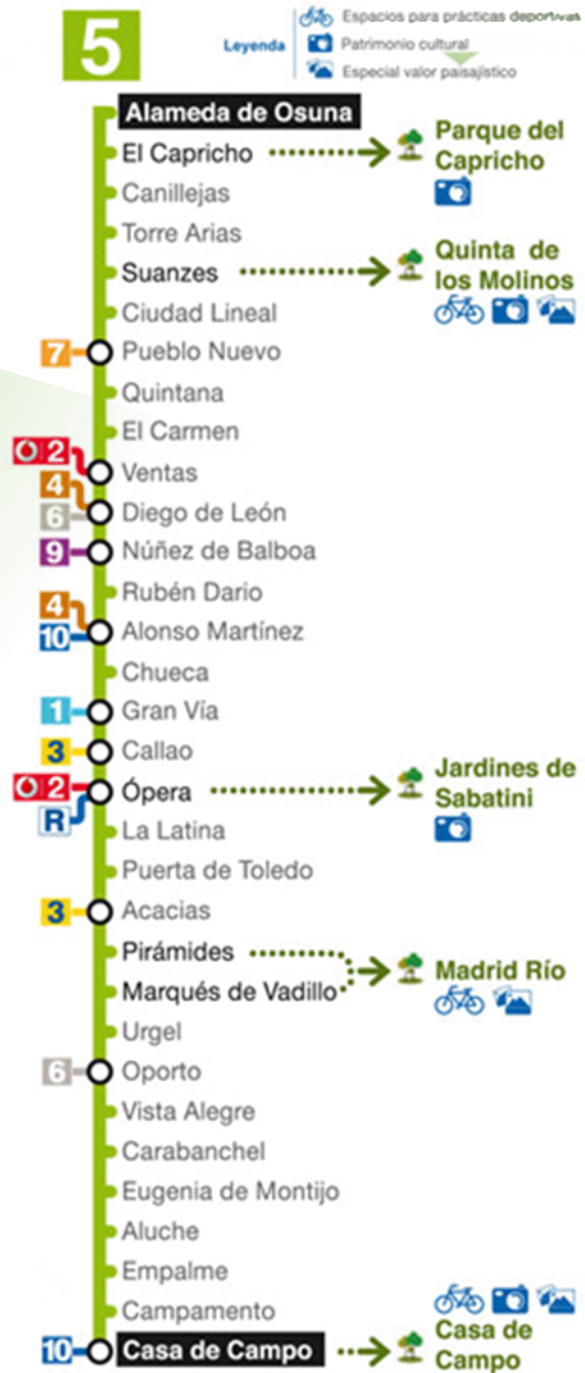 5
Leyenda
Espacios para prácticas deportivas
Patrimonio cultural
Especial valor paisajístico
Alameda de Osuna
El Capricho
Parque del
Capricho
Canillejas
Torre Arias
Suanzes
Quinta de
los Molinos
Ciudad Lineal
7 Pueblo Nuevo
Quintana
El Carmen
2 Ventas
4
6 Diego de León
9 Núñez de Balboa
Rubén Dario
4
10 Alonso Martínez
Chueca
1 Gran Vía
3 Callao
2 Ópera
R
Jardines de
Sabatini
La Latina
Puerta de Toledo
3 Acacias
Pirámides
Marqués de Vadillo
Madrid Río
Urgel
6 Oporto
Vista Alegre
Carabanchel
Eugenia de Montijo
Aluche
Empalme
Campamento
10 Casa de Campo
Casa de
Campo